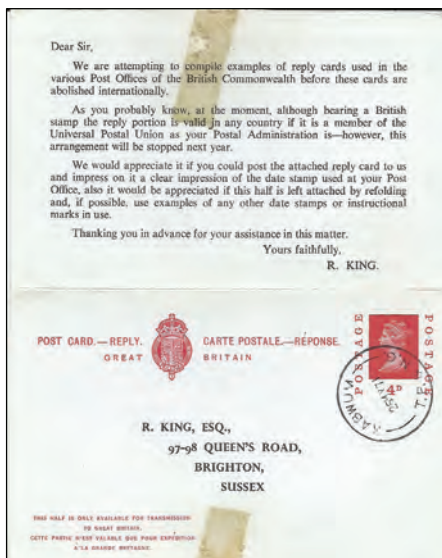 Dear Sir,
We are attempting to compile examples of reply cards used in the
various Post Offices of the British Commonwealth before these cards are
abolished internationally.
As you probably know, at the moment, although bearing a British
stamp the reply portion is valid in any country if it is a member of the
Universal Postal Union as your Postal Administration is—however, this
arrangement will be stopped next year.
We would appreciate it if you could post the attached reply card to us
and impress on it a clear impression of the date stamp used at your Post
Office, also it would be appreciated if this half is left attached by refolding
and, if possible, use examples of any other date stamps or instructional
marks in use.
Thanking you in advance for your assistance in this matter.
Yours faithfully,
R. KING.
POST CARD.—REPLY. CARTE POSTALE.—RÉPONSE.
GREAT BRITAIN
POSTAGE POSTAGE
4D
KABWUM
R. KING, ESQ.,
97-98 QUEEN'S ROAD,
BRIGHTON,
SUSSEX
THIS HALF IS ONLY AVAILABLE FOR TRANSMISSION
TO GREAT BRITAIN.
CETTE PARTIE N'EST VALABLE QUE POUR EXPÉDITION
A LA GRANDE BRETAGNE.